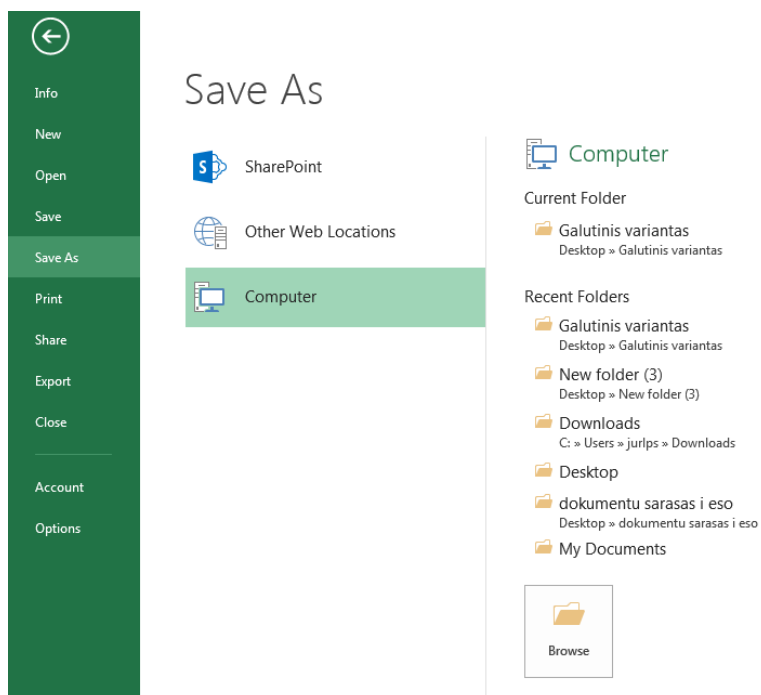 Info
New
Open
Save
Save As
Print
Share
Export
Close
Account
Options
Save As
SharePoint
Other Web Locations
Computer
Computer
Current Folder
Galutinis variantas
Desktop » Galutinis variantas
Recent Folders
Galutinis variantas
Desktop » Galutinis variantas
New folder (3)
Desktop » New folder (3)
Downloads
C: » Users » jurlps » Downloads
Desktop
dokumentu sarasas i eso
Desktop » dokumentu sarasas i eso
My Documents
Browse